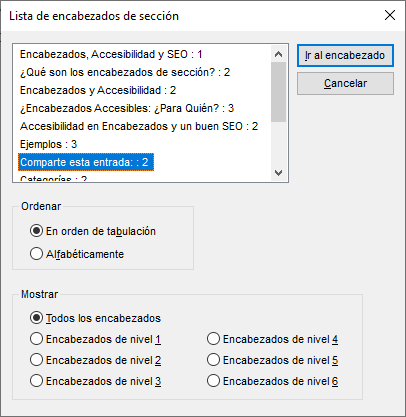 Lista de encabezados de sección
Encabezados, Accesibilidad y SEO : 1
¿Qué son los encabezados de sección? : 2
Encabezados y Accesibilidad : 2
¿Encabezados Accesibles: ¿Para Quién? : 3
Accesibilidad en Encabezados y un buen SEO : 2
Ejemplos : 3
Comparte esta entrada: : 2
Categorías : 2
Ir al encabezado
Cancelar
Ordenar
En orden de tabulación
Alfabéticamente
Mostrar
Todos los encabezados
Encabezados de nivel 1
Encabezados de nivel 2
Encabezados de nivel 3
Encabezados de nivel 4
Encabezados de nivel 5
Encabezados de nivel 6